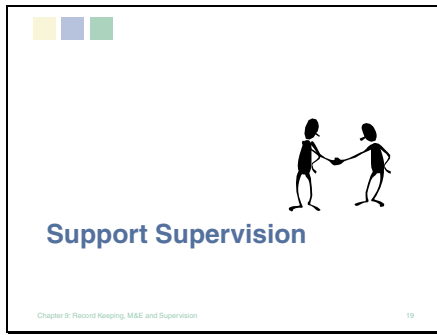 Support Supervision
Chapter 9: Record Keeping, M&E and Supervision 19